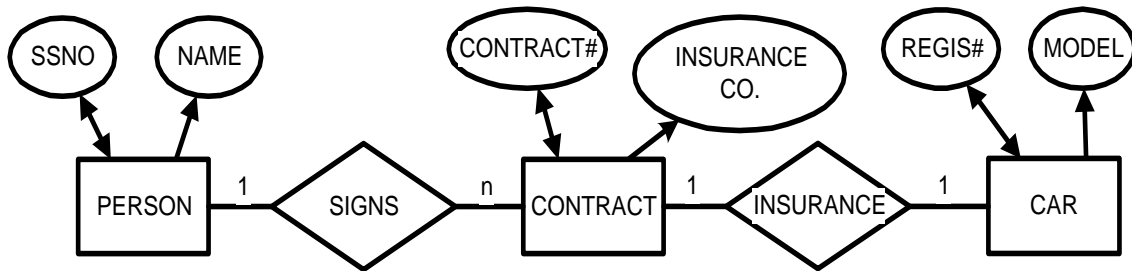 SSNO
NAME
CONTRACT#
INSURANCE
CO.
REGIS#
MODEL
PERSON
1
SIGNS
n
CONTRACT
1
INSURANCE
1
CAR